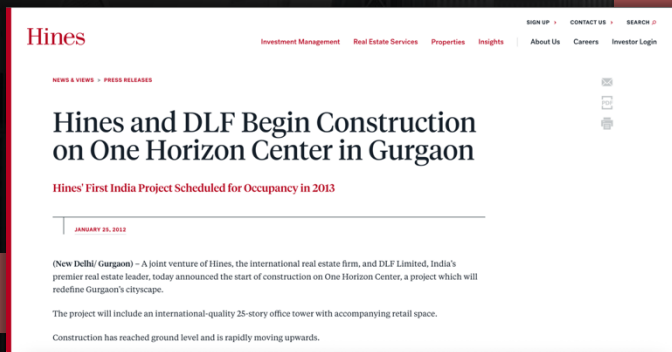 SIGN UP > CONTACT US > SEARCH
Hines
Investment Management Real Estate Services Properties Insights About Us Careers Investor Login
NEWS & VIEWS > PRESS RELEASES
Hines and DLF Begin Construction
on One Horizon Center in Gurgaon
PDF
Hines' First India Project Scheduled for Occupancy in 2013
JANUARY 25, 2012
(New Delhi/ Gurgaon) – A joint venture of Hines, the international real estate firm, and DLF Limited, India's
premier real estate leader, today announced the start of construction on One Horizon Center, a project which will
redefine Gurgaon's cityscape.
The project will include an international-quality 25-story office tower with accompanying retail space.
Construction has reached ground level and is rapidly moving upwards.